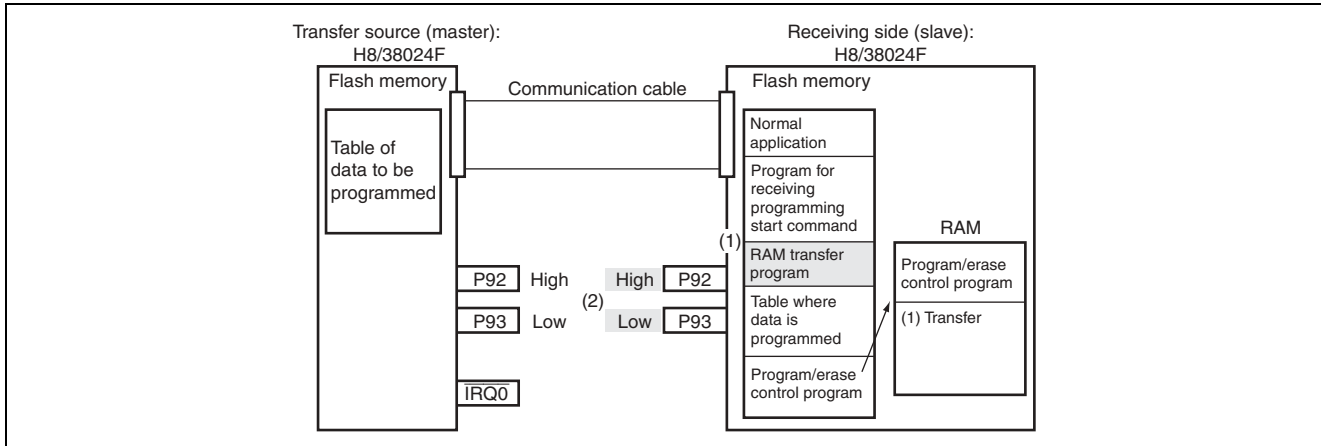 Transfer source (master):
H8/38024F
Flash memory
Table of
data to be
programmed
Communication cable
P92
High
P93
Low
IRQ0
(2)
Receiving side (slave):
H8/38024F
Flash memory
Normal
application
Program for
receiving
programming
start command
(1)
RAM transfer
program
Table where
data is
programmed
Program/erase
control program
High
P92
Low
P93
RAM
Program/erase
control program
(1) Transfer